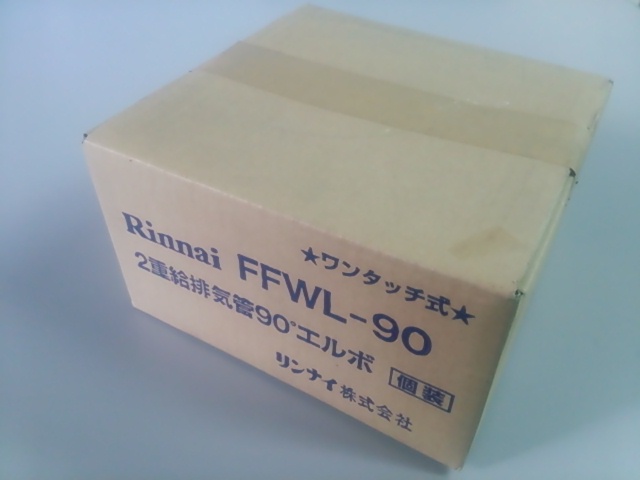 ★ワンタッチ式★
Rinnai FFWL-90
2重給排気管90°エルボ
個装
リンナイ株式会社